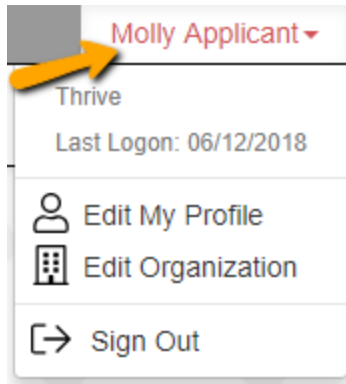 Molly Applicant
Thrive
Last Logon: 06/12/2018
Edit My Profile
Edit Organization
Sign Out